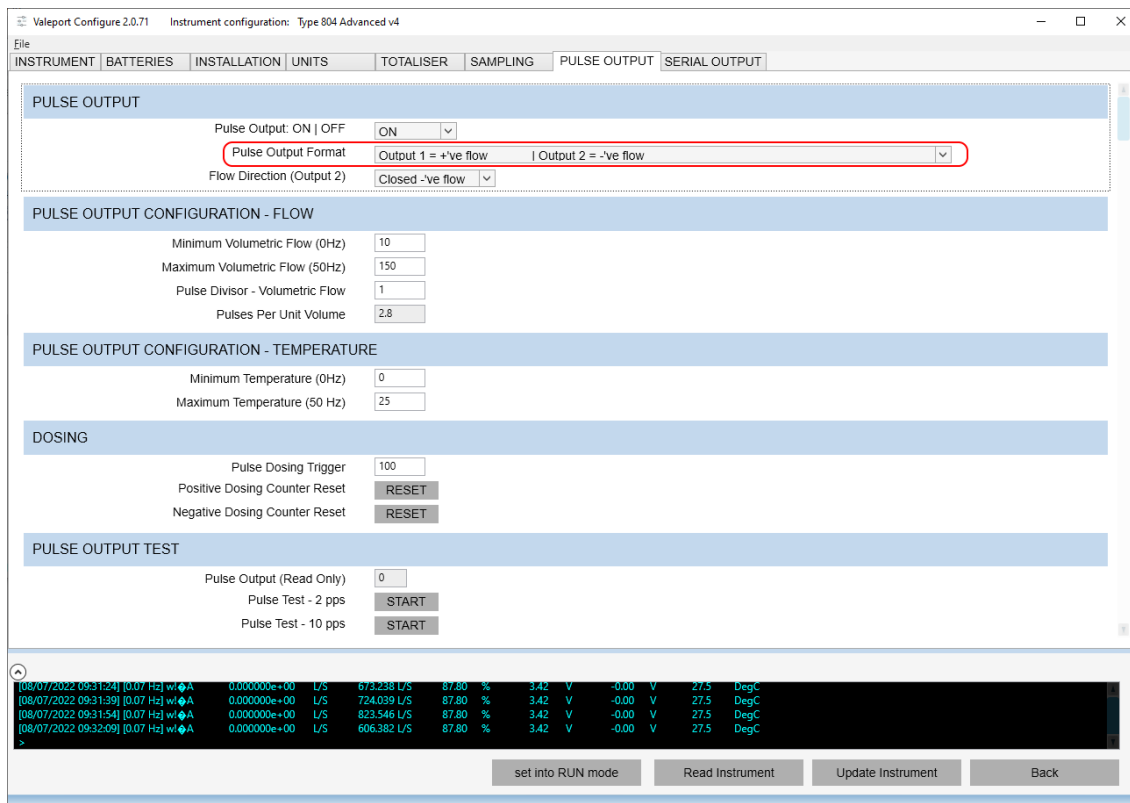 Valeport Configure 2.0.71 Instrument configuration: Type 804 Advanced v4
File
INSTRUMENT BATTERIES INSTALLATION UNITS TOTALISER SAMPLING PULSE OUTPUT SERIAL OUTPUT
PULSE OUTPUT
Pulse Output: ON | OFF ON
Pulse Output Format Output 1 = +'ve flow | Output 2 = -'ve flow
Flow Direction (Output 2) Closed -'ve flow
PULSE OUTPUT CONFIGURATION - FLOW
Minimum Volumetric Flow (0Hz) 10
Maximum Volumetric Flow (50Hz) 150
Pulse Divisor - Volumetric Flow 1
Pulses Per Unit Volume 2.8
PULSE OUTPUT CONFIGURATION - TEMPERATURE
Minimum Temperature (0Hz) 0
Maximum Temperature (50 Hz) 25
DOSING
Pulse Dosing Trigger 100
Positive Dosing Counter Reset RESET
Negative Dosing Counter Reset RESET
PULSE OUTPUT TEST
Pulse Output (Read Only) 0
Pulse Test - 2 pps START
Pulse Test - 10 pps START
[08/07/2022 09:31:24] [0.07 Hz] w!�A 0.000000e+00 L/S 673.238 L/S 87.80 % 3.42 V -0.00 V 27.5 DegC
[08/07/2022 09:31:39] [0.07 Hz] w!�A 0.000000e+00 L/S 724.039 L/S 87.80 % 3.42 V -0.00 V 27.5 DegC
[08/07/2022 09:31:54] [0.07 Hz] w!�A 0.000000e+00 L/S 823.546 L/S 87.80 % 3.42 V -0.00 V 27.5 DegC
[08/07/2022 09:32:09] [0.07 Hz] w!�A 0.000000e+00 L/S 606.382 L/S 87.80 % 3.42 V -0.00 V 27.5 DegC
>
set into RUN mode Read Instrument Update Instrument Back